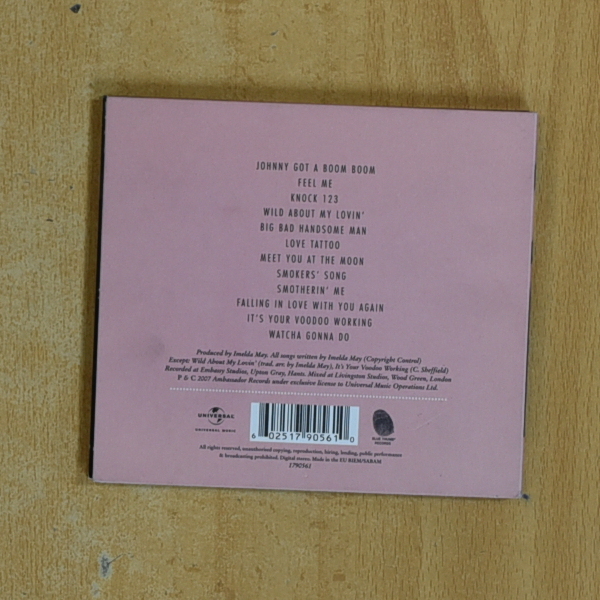 JOHNNY GOT A BOOM BOOM
FEEL ME
KNOCK 123
WILD ABOUT MY LOVIN'
BIG BAD HANDSOME MAN
LOVE TATTOO
MEET YOU AT THE MOON
SMOKERS' SONG
SMOTHERIN' ME
FALLING IN LOVE WITH YOU AGAIN
IT'S YOUR VOODOO WORKING
WATCHA GONNA DO
Produced by Imelda May. All songs written by Imelda May (Copyright Control)
Except: Wild About My Lovin' (trad. arr. by Imelda May), It's Your Voodoo Working (C. Sheffield)
Recorded at Embassy Studios, Upton Gray, Hants. Mixed at Livingston Studios, Wood Green, London
P & C 2007 Ambassador Records under exclusive license to Universal Music Operations Ltd.
UNIVERSAL
UNIVERSAL MUSIC
6 02517 90561 0
BLUE THUMP
RECORDS
All rights reserved, unauthorised copying, reproduction, hiring, lending, public performance
& broadcasting prohibited. Digital stereo. Made in the EU BIEM/SABAM
1790561